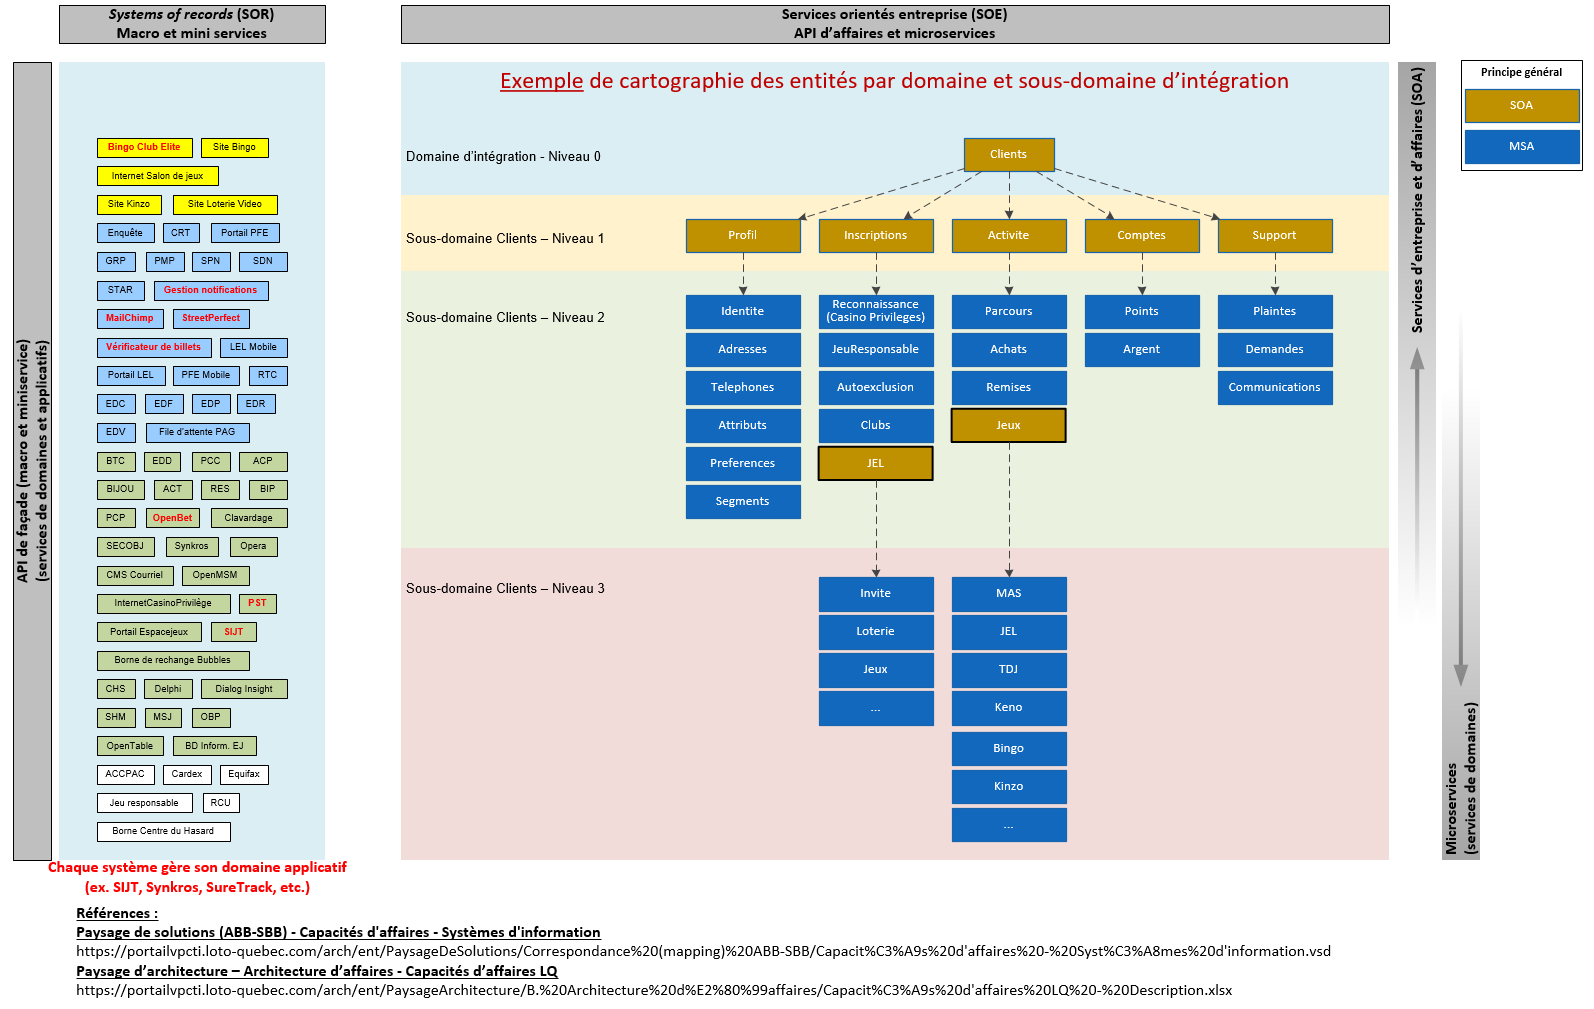 Systems of records (SOR)
Macro et mini services
Services orientés entreprise (SOE)
API d'affaires et microservices
API de façade (macro et miniservice)
(services de domaines et applicatifs)
Bingo Club Elite
Site Bingo
Internet Salon de jeux
Site Kinzo
Site Loterie Video
Enquête
CRT
Portail PFE
GRP
PMP
SPN
SDN
STAR
Gestion notifications
MailChimp
StreetPerfect
Vérificateur de billets
LEL Mobile
Portail LEL
PFE Mobile
RTC
EDC
EDF
EDP
EDR
EDV
File d'attente PAG
BTC
EDD
PCC
ACP
BIJOU
ACT
RES
BIP
PCP
OpenBet
Clavardage
SECOBJ
Synkros
Opera
CMS Courriel
OpenMSM
InternetCasinoPrivilège
PST
Portail Espacejeux
SIJT
Borne de rechange Bubbles
CHS
Delphi
Dialog Insight
SHM
MSJ
OBP
OpenTable
BD Inform. EJ
ACCPAC
Cardex
Equifax
Jeu responsable
RCU
Borne Centre du Hasard
Chaque système gère son domaine applicatif
(ex. SIJT, Synkros, SureTrack, etc.)
Exemple de cartographie des entités par domaine et sous-domaine d'intégration
Domaine d'intégration - Niveau 0
Clients
Sous-domaine Clients – Niveau 1
Profil
Inscriptions
Activite
Comptes
Support
Sous-domaine Clients – Niveau 2
Identite
Adresses
Telephones
Attributs
Preferences
Segments
Reconnaissance
(Casino Privileges)
JeuResponsable
Autoexclusion
Clubs
JEL
Parcours
Achats
Remises
Jeux
Points
Argent
Plaintes
Demandes
Communications
Sous-domaine Clients – Niveau 3
Invite
Loterie
Jeux
...
MAS
JEL
TDJ
Keno
Bingo
Kinzo
...
Services d'entreprise et d'affaires (SOA)
Microservices
(services de domaines)
Principe général
SOA
MSA
Références :
Paysage de solutions (ABB-SBB) - Capacités d'affaires - Systèmes d'information
https://portailvpcti.loto-quebec.com/arch/ent/PaysageDeSolutions/Correspondance%20(mapping)%20ABB-SBB/Capacit%C3%A9s%20d'affaires%20-%20Syst%C3%A8mes%20d'information.vsd
Paysage d'architecture – Architecture d'affaires - Capacités d'affaires LQ
https://portailvpcti.loto-quebec.com/arch/ent/PaysageArchitecture/B.%20Architecture%20d%E2%80%99affaires/Capacit%C3%A9s%20d'affaires%20LQ%20-%20Description.xlsx